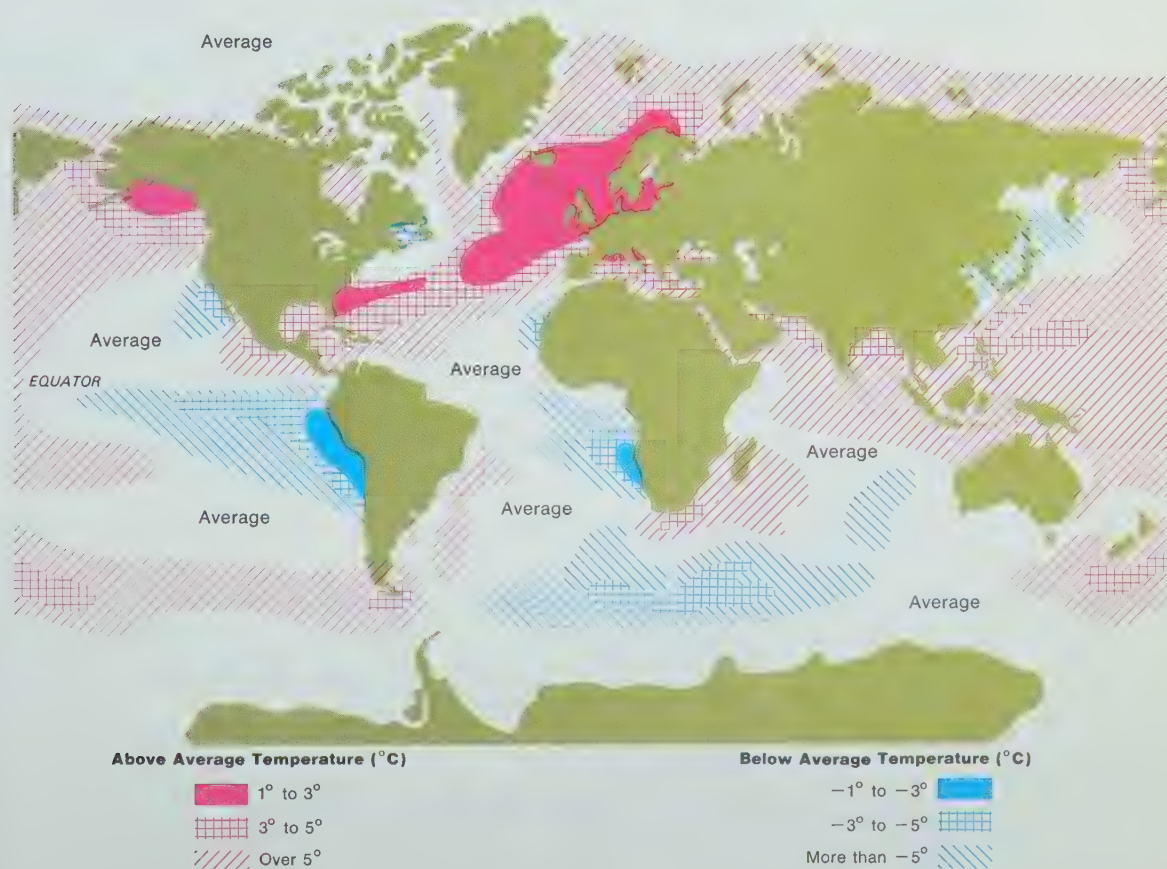 Average
Average
EQUATOR
Average
Average
Average
Average
Average
Above Average Temperature (°C)
1° to 3°
3° to 5°
Over 5°
Below Average Temperature (°C)
−1° to −3°
−3° to −5°
More than −5°